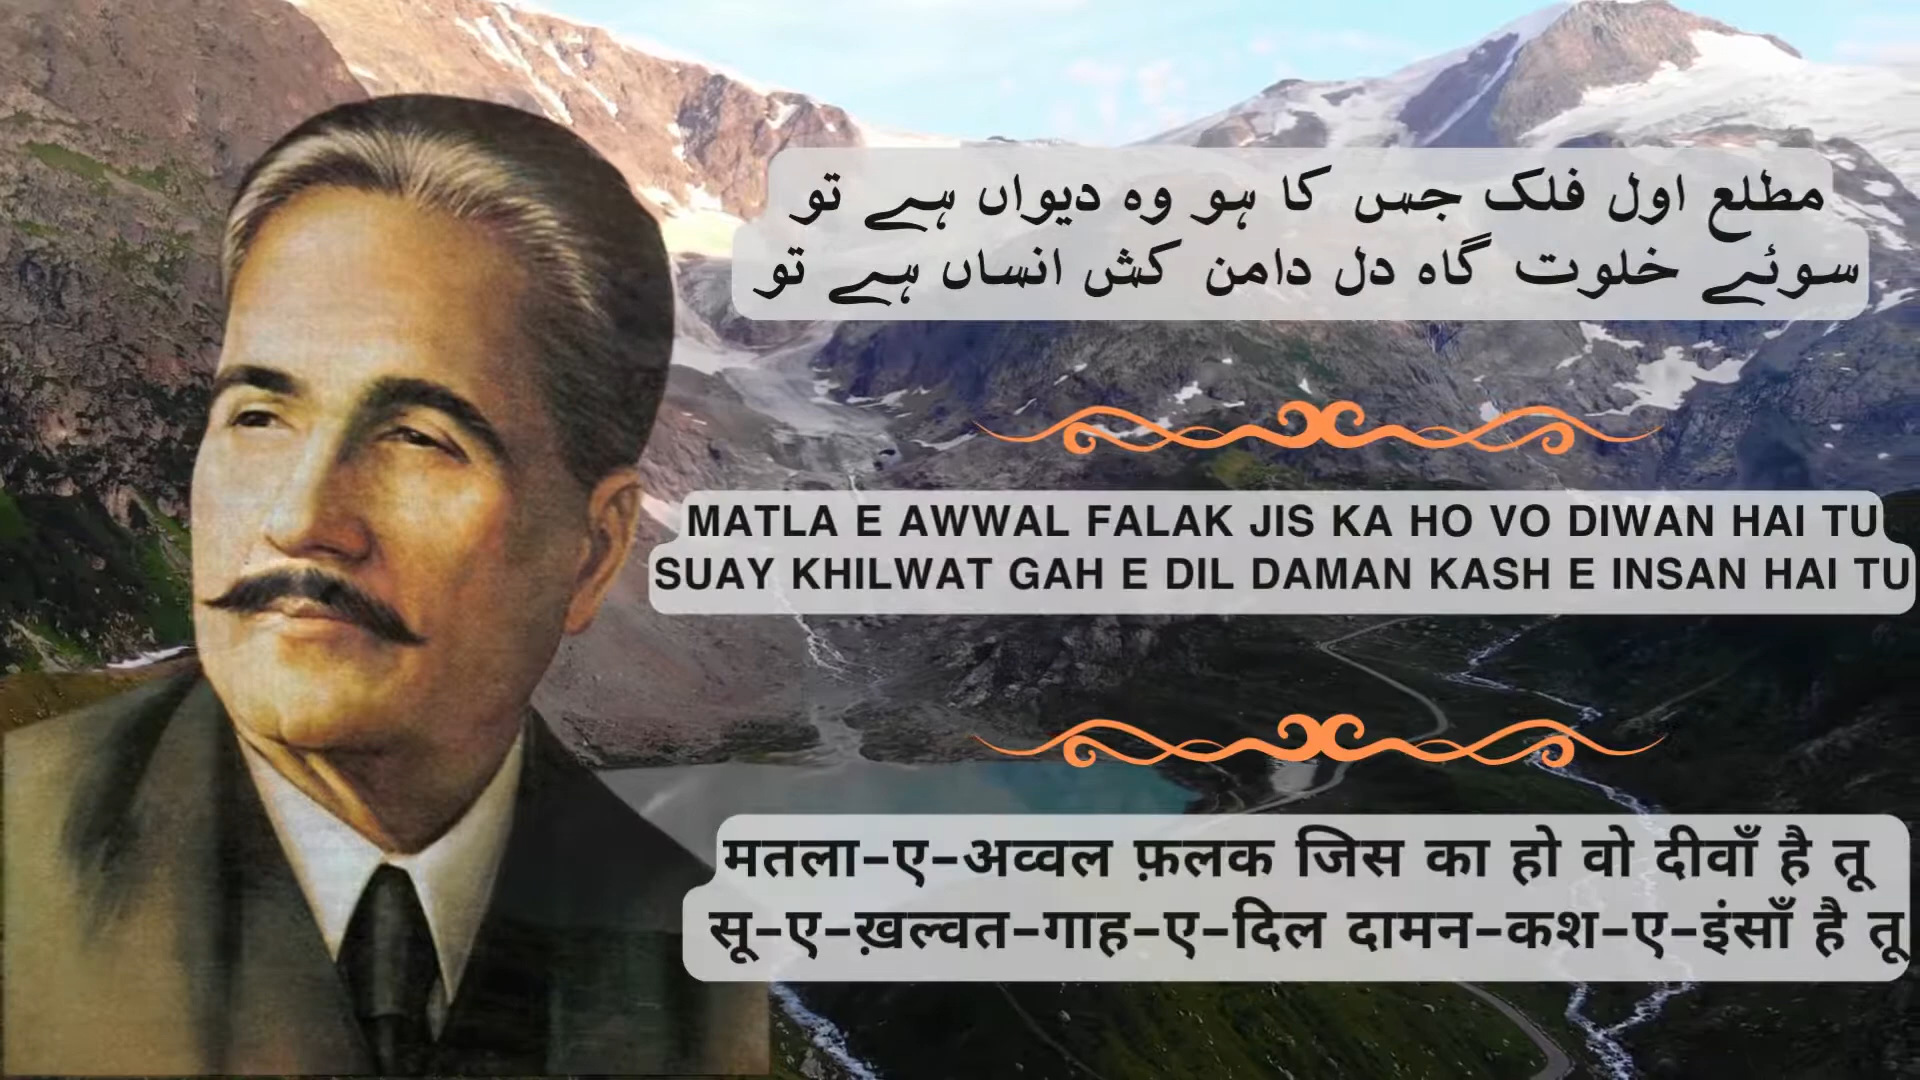 مطلع اول فلک جس کا ہو وہ دیواں ہے تو
سوئے خلوت گاہ دل دامن کش انساں ہے تو
MATLA E AWWAL FALAK JIS KA HO VO DIWAN HAI TU
SUAY KHILWAT GAH E DIL DAMAN KASH E INSAN HAI TU
मतला-ए-अव्वल फ़लक जिस का हो वो दीवाँ है तू
सू-ए-ख़ल्वत-गाह-ए-दिल दामन-कश-ए-इंसाँ है तू